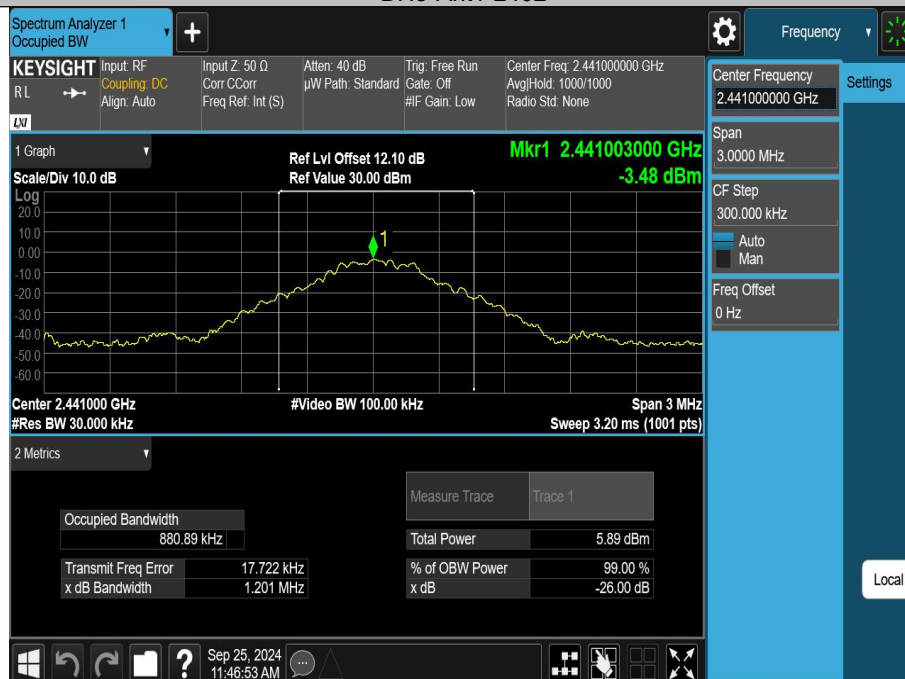 Spectrum Analyzer 1
Occupied BW
+
Frequency
KEYSIGHT
R L
LXI
Input: RF
Coupling: DC
Align: Auto
Input Z: 50 Ω
Corr CCorr
Freq Ref: Int (S)
Atten: 40 dB
µW Path: Standard
Trig: Free Run
Gate: Off
#IF Gain: Low
Center Freq: 2.441000000 GHz
Avg|Hold: 1000/1000
Radio Std: None
Center Frequency
2.441000000 GHz
Settings
Span
3.0000 MHz
CF Step
300.000 kHz
Auto
Man
Freq Offset
0 Hz
Local
1 Graph
Scale/Div 10.0 dB
Ref Lvl Offset 12.10 dB
Ref Value 30.00 dBm
Mkr1 2.441003000 GHz
-3.48 dBm
Log
20.0
10.0
0.00
-10.0
-20.0
-30.0
-40.0
-50.0
-60.0
1
Center 2.441000 GHz
#Video BW 100.00 kHz
Span 3 MHz
#Res BW 30.000 kHz
Sweep 3.20 ms (1001 pts)
2 Metrics
Measure Trace Trace 1
Occupied Bandwidth
880.89 kHz
Total Power 5.89 dBm
Transmit Freq Error 17.722 kHz
% of OBW Power 99.00 %
x dB Bandwidth 1.201 MHz
x dB -26.00 dB
?
Sep 25, 2024
11:46:53 AM